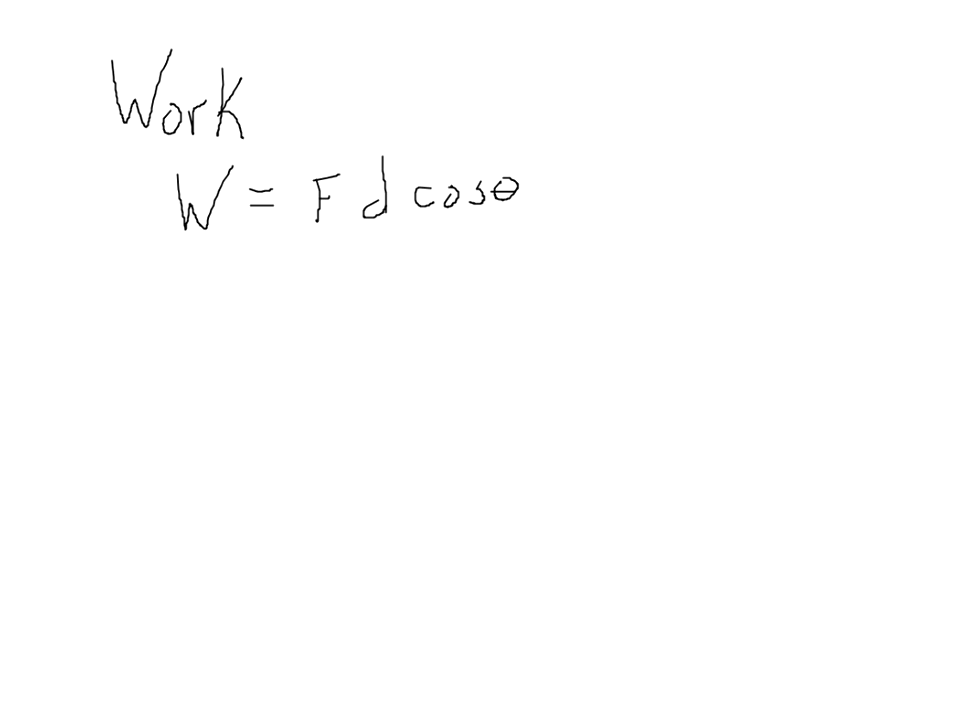 Work
W = F d cosθ